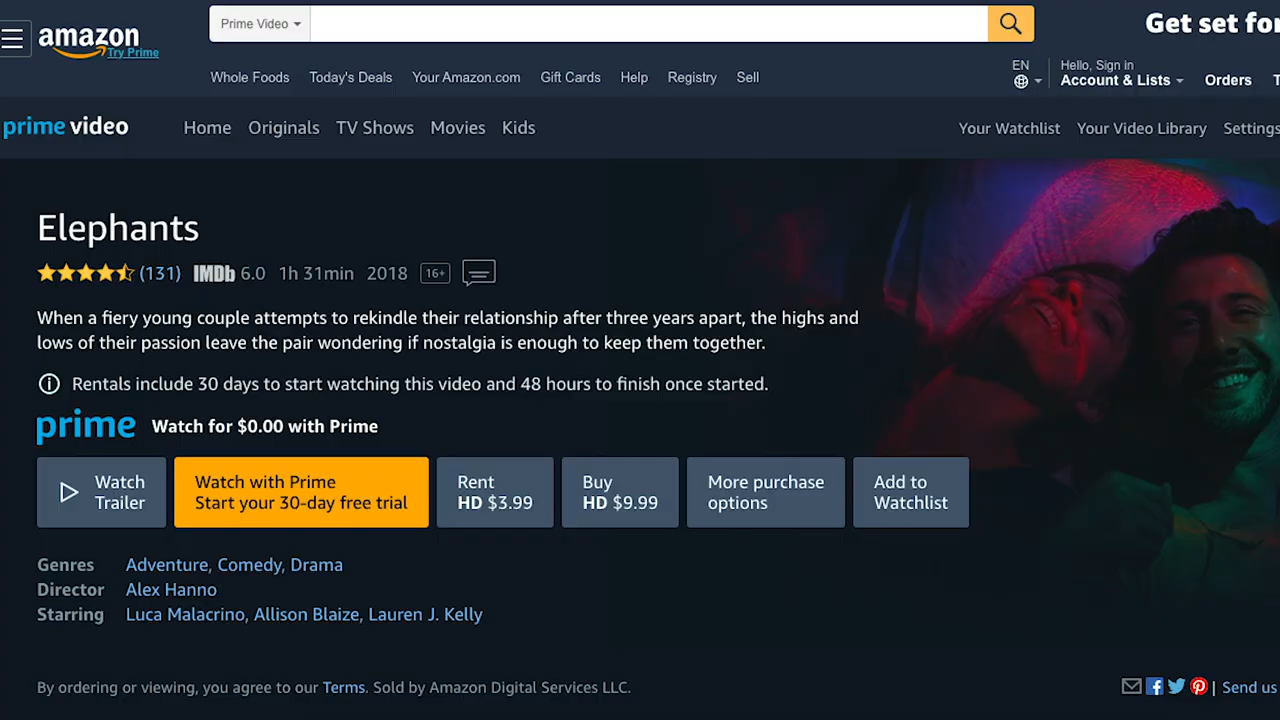 Prime Video
Get set for
amazon
Try Prime
Whole Foods Today's Deals Your Amazon.com Gift Cards Help Registry Sell
EN
Hello, Sign in
Account & Lists
Orders
prime video
Home Originals TV Shows Movies Kids
Your Watchlist Your Video Library Settings
Elephants
(131) IMDb 6.0 1h 31min 2018 16+
When a fiery young couple attempts to rekindle their relationship after three years apart, the highs and
lows of their passion leave the pair wondering if nostalgia is enough to keep them together.
Rentals include 30 days to start watching this video and 48 hours to finish once started.
prime Watch for $0.00 with Prime
Watch
Trailer
Watch with Prime
Start your 30-day free trial
Rent
HD $3.99
Buy
HD $9.99
More purchase
options
Add to
Watchlist
Genres Adventure, Comedy, Drama
Director Alex Hanno
Starring Luca Malacrino, Allison Blaize, Lauren J. Kelly
By ordering or viewing, you agree to our Terms. Sold by Amazon Digital Services LLC.
| Send us